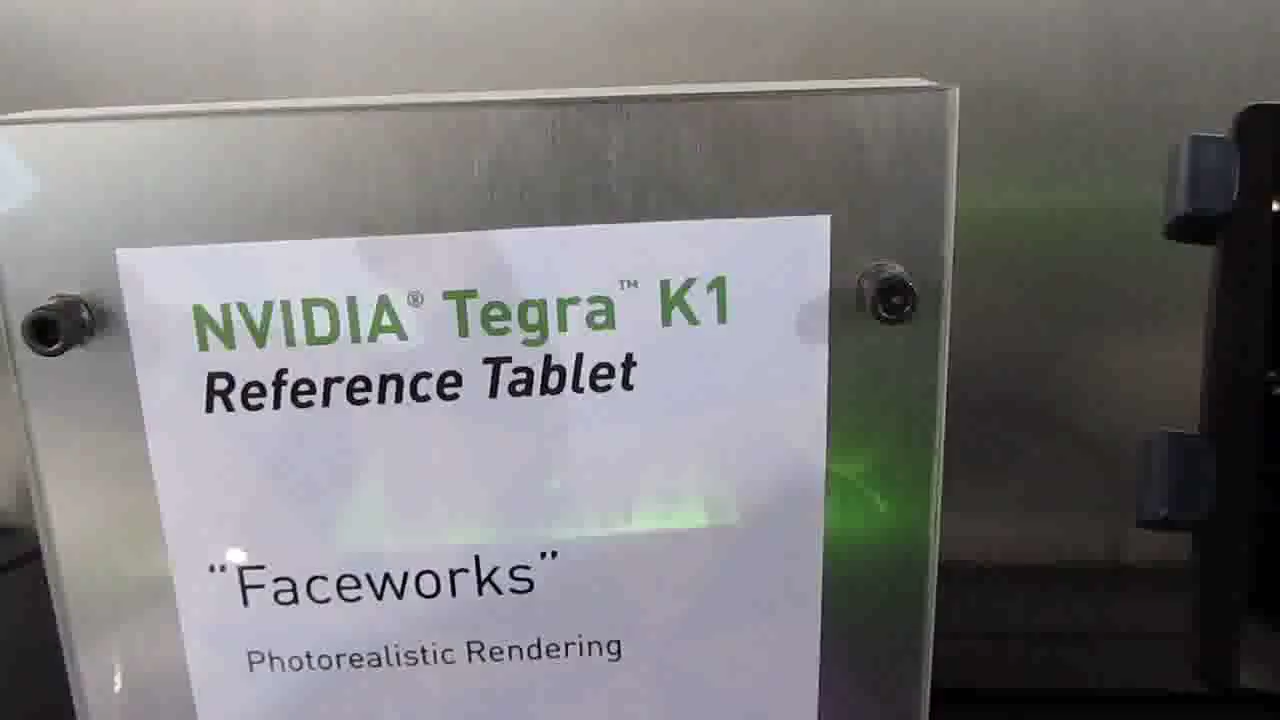 NVIDIA® Tegra™ K1
Reference Tablet
"Faceworks"
Photorealistic Rendering